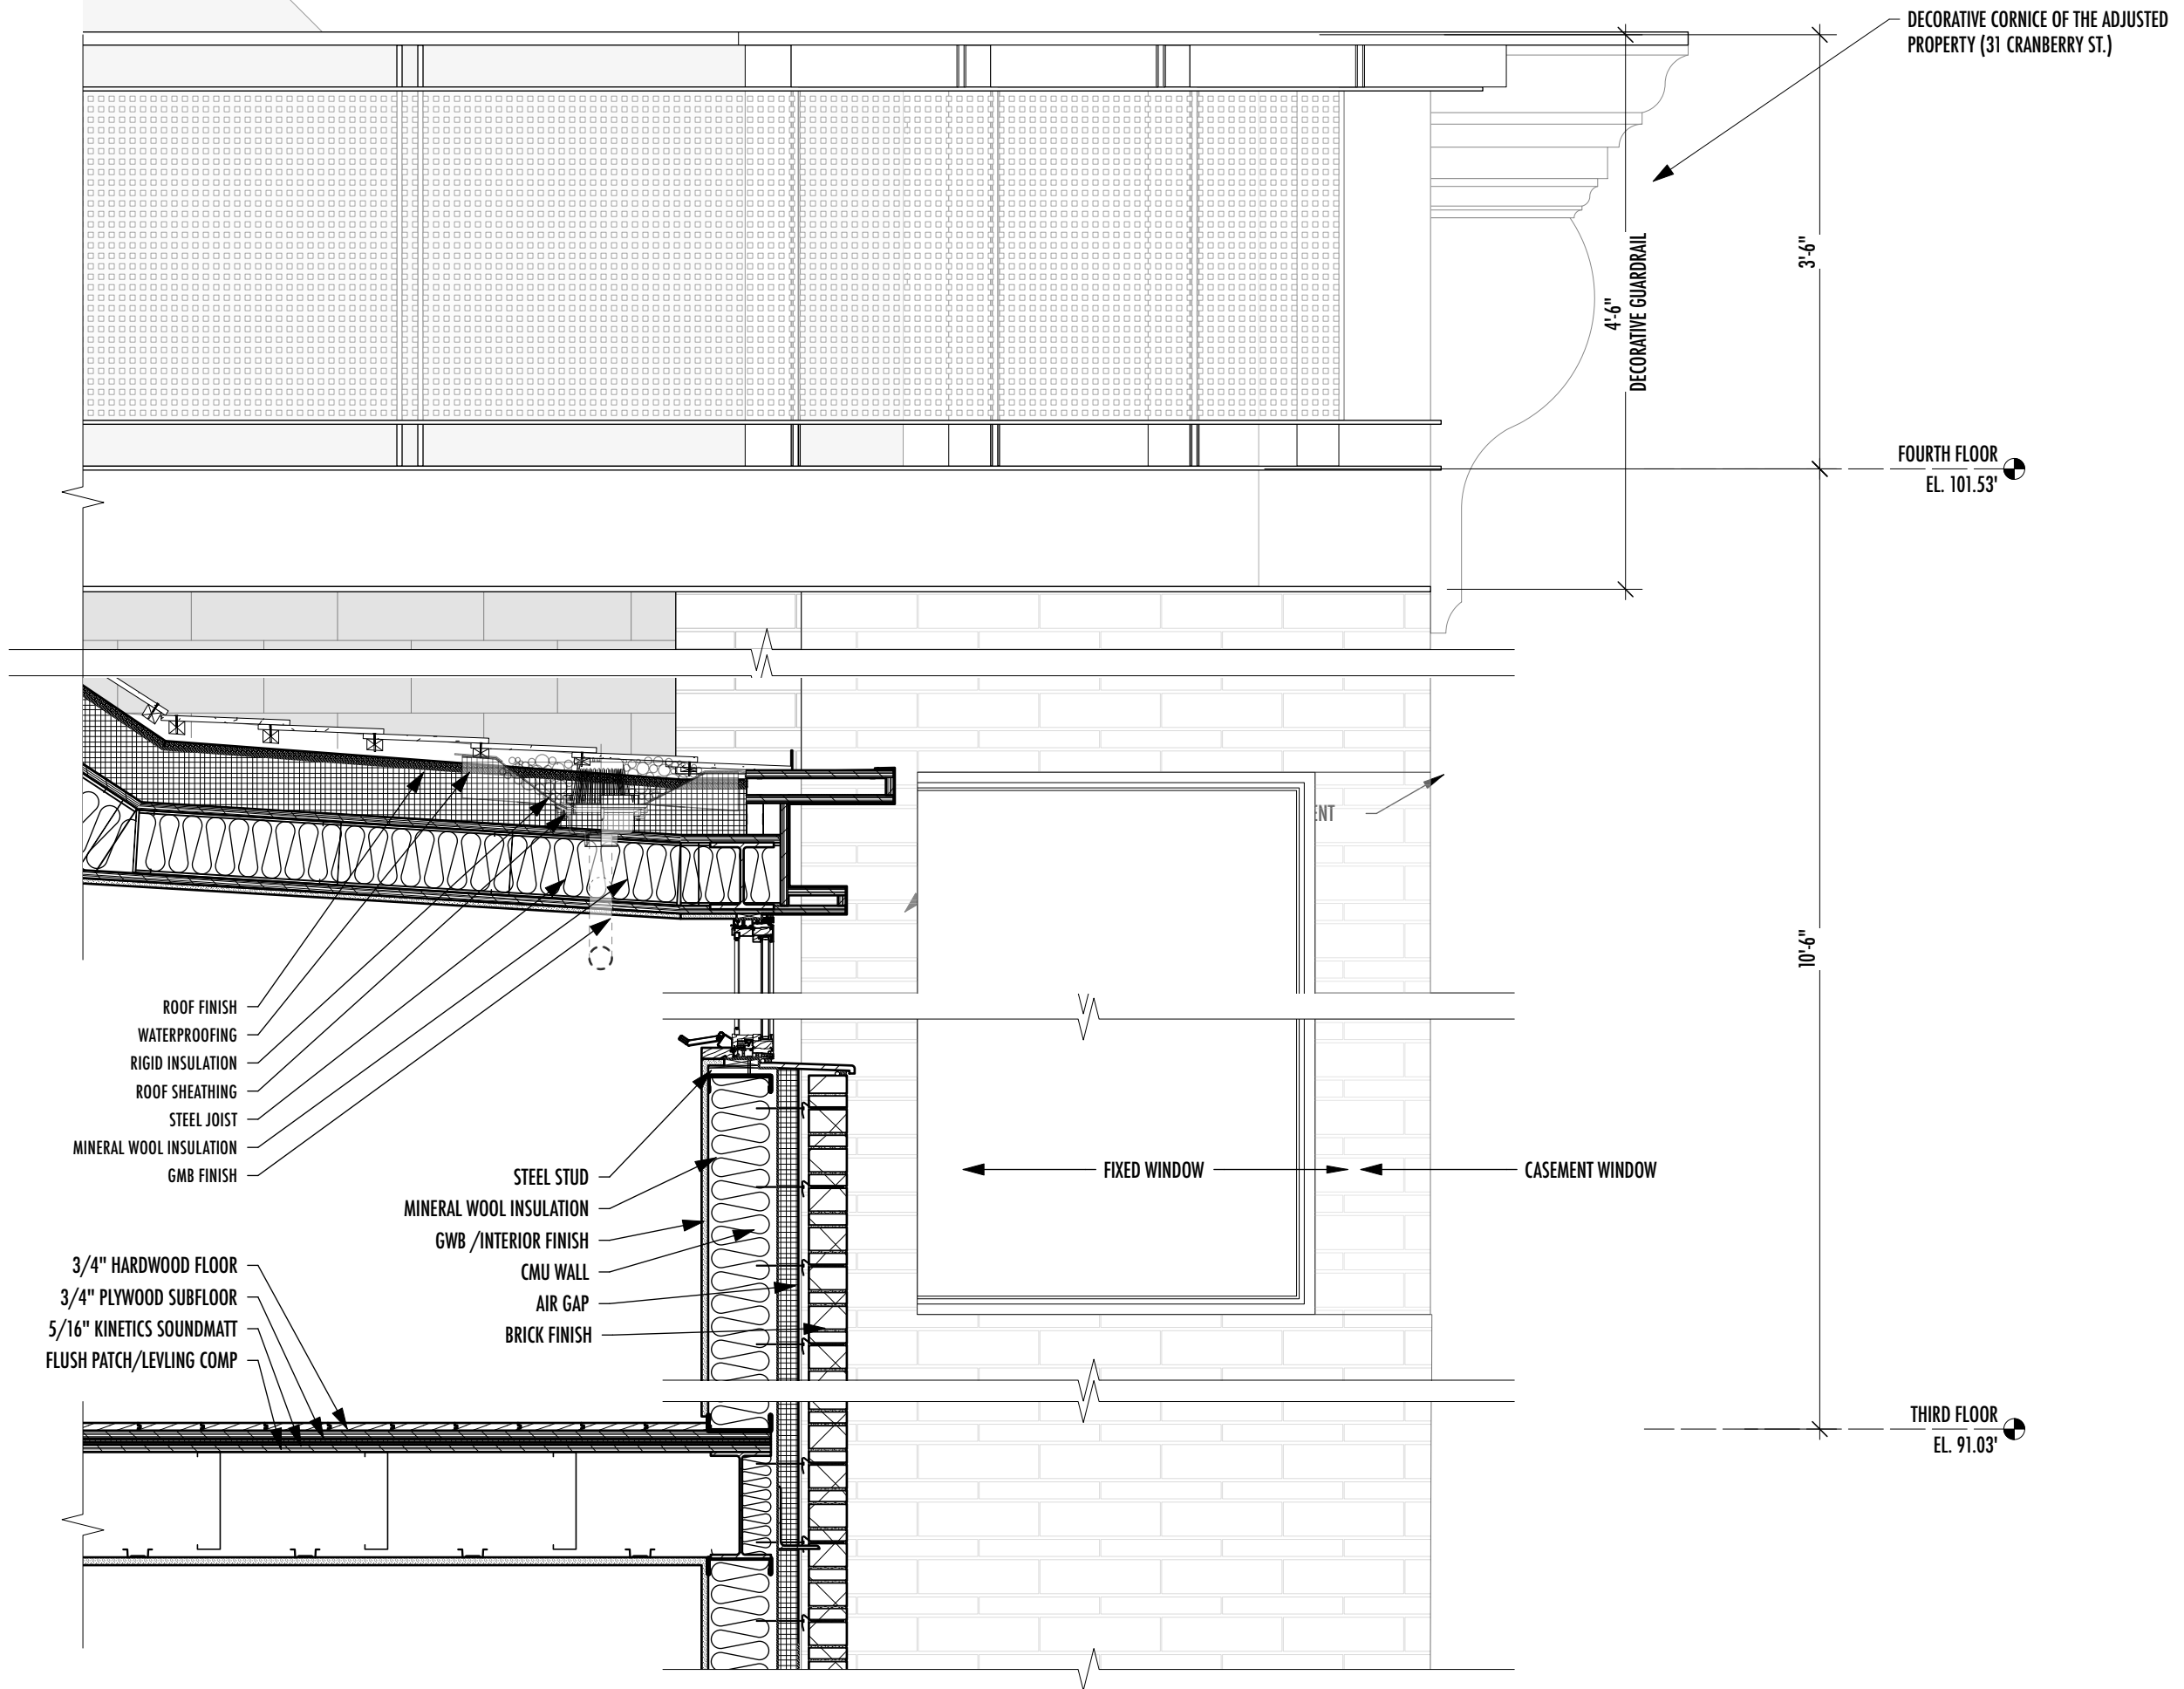 DECORATIVE CORNICE OF THE ADJUSTED
PROPERTY (31 CRANBERRY ST.)
3'-6"
4'-6"
DECORATIVE GUARDRAIL
FOURTH FLOOR
EL. 101.53'
ENT
10'-6"
ROOF FINISH
WATERPROOFING
RIGID INSULATION
ROOF SHEATHING
STEEL JOIST
MINERAL WOOL INSULATION
GMB FINISH
STEEL STUD
MINERAL WOOL INSULATION
GWB /INTERIOR FINISH
CMU WALL
AIR GAP
BRICK FINISH
FIXED WINDOW
CASEMENT WINDOW
3/4" HARDWOOD FLOOR
3/4" PLYWOOD SUBFLOOR
5/16" KINETICS SOUNDMATT
FLUSH PATCH/LEVLING COMP
THIRD FLOOR
EL. 91.03'